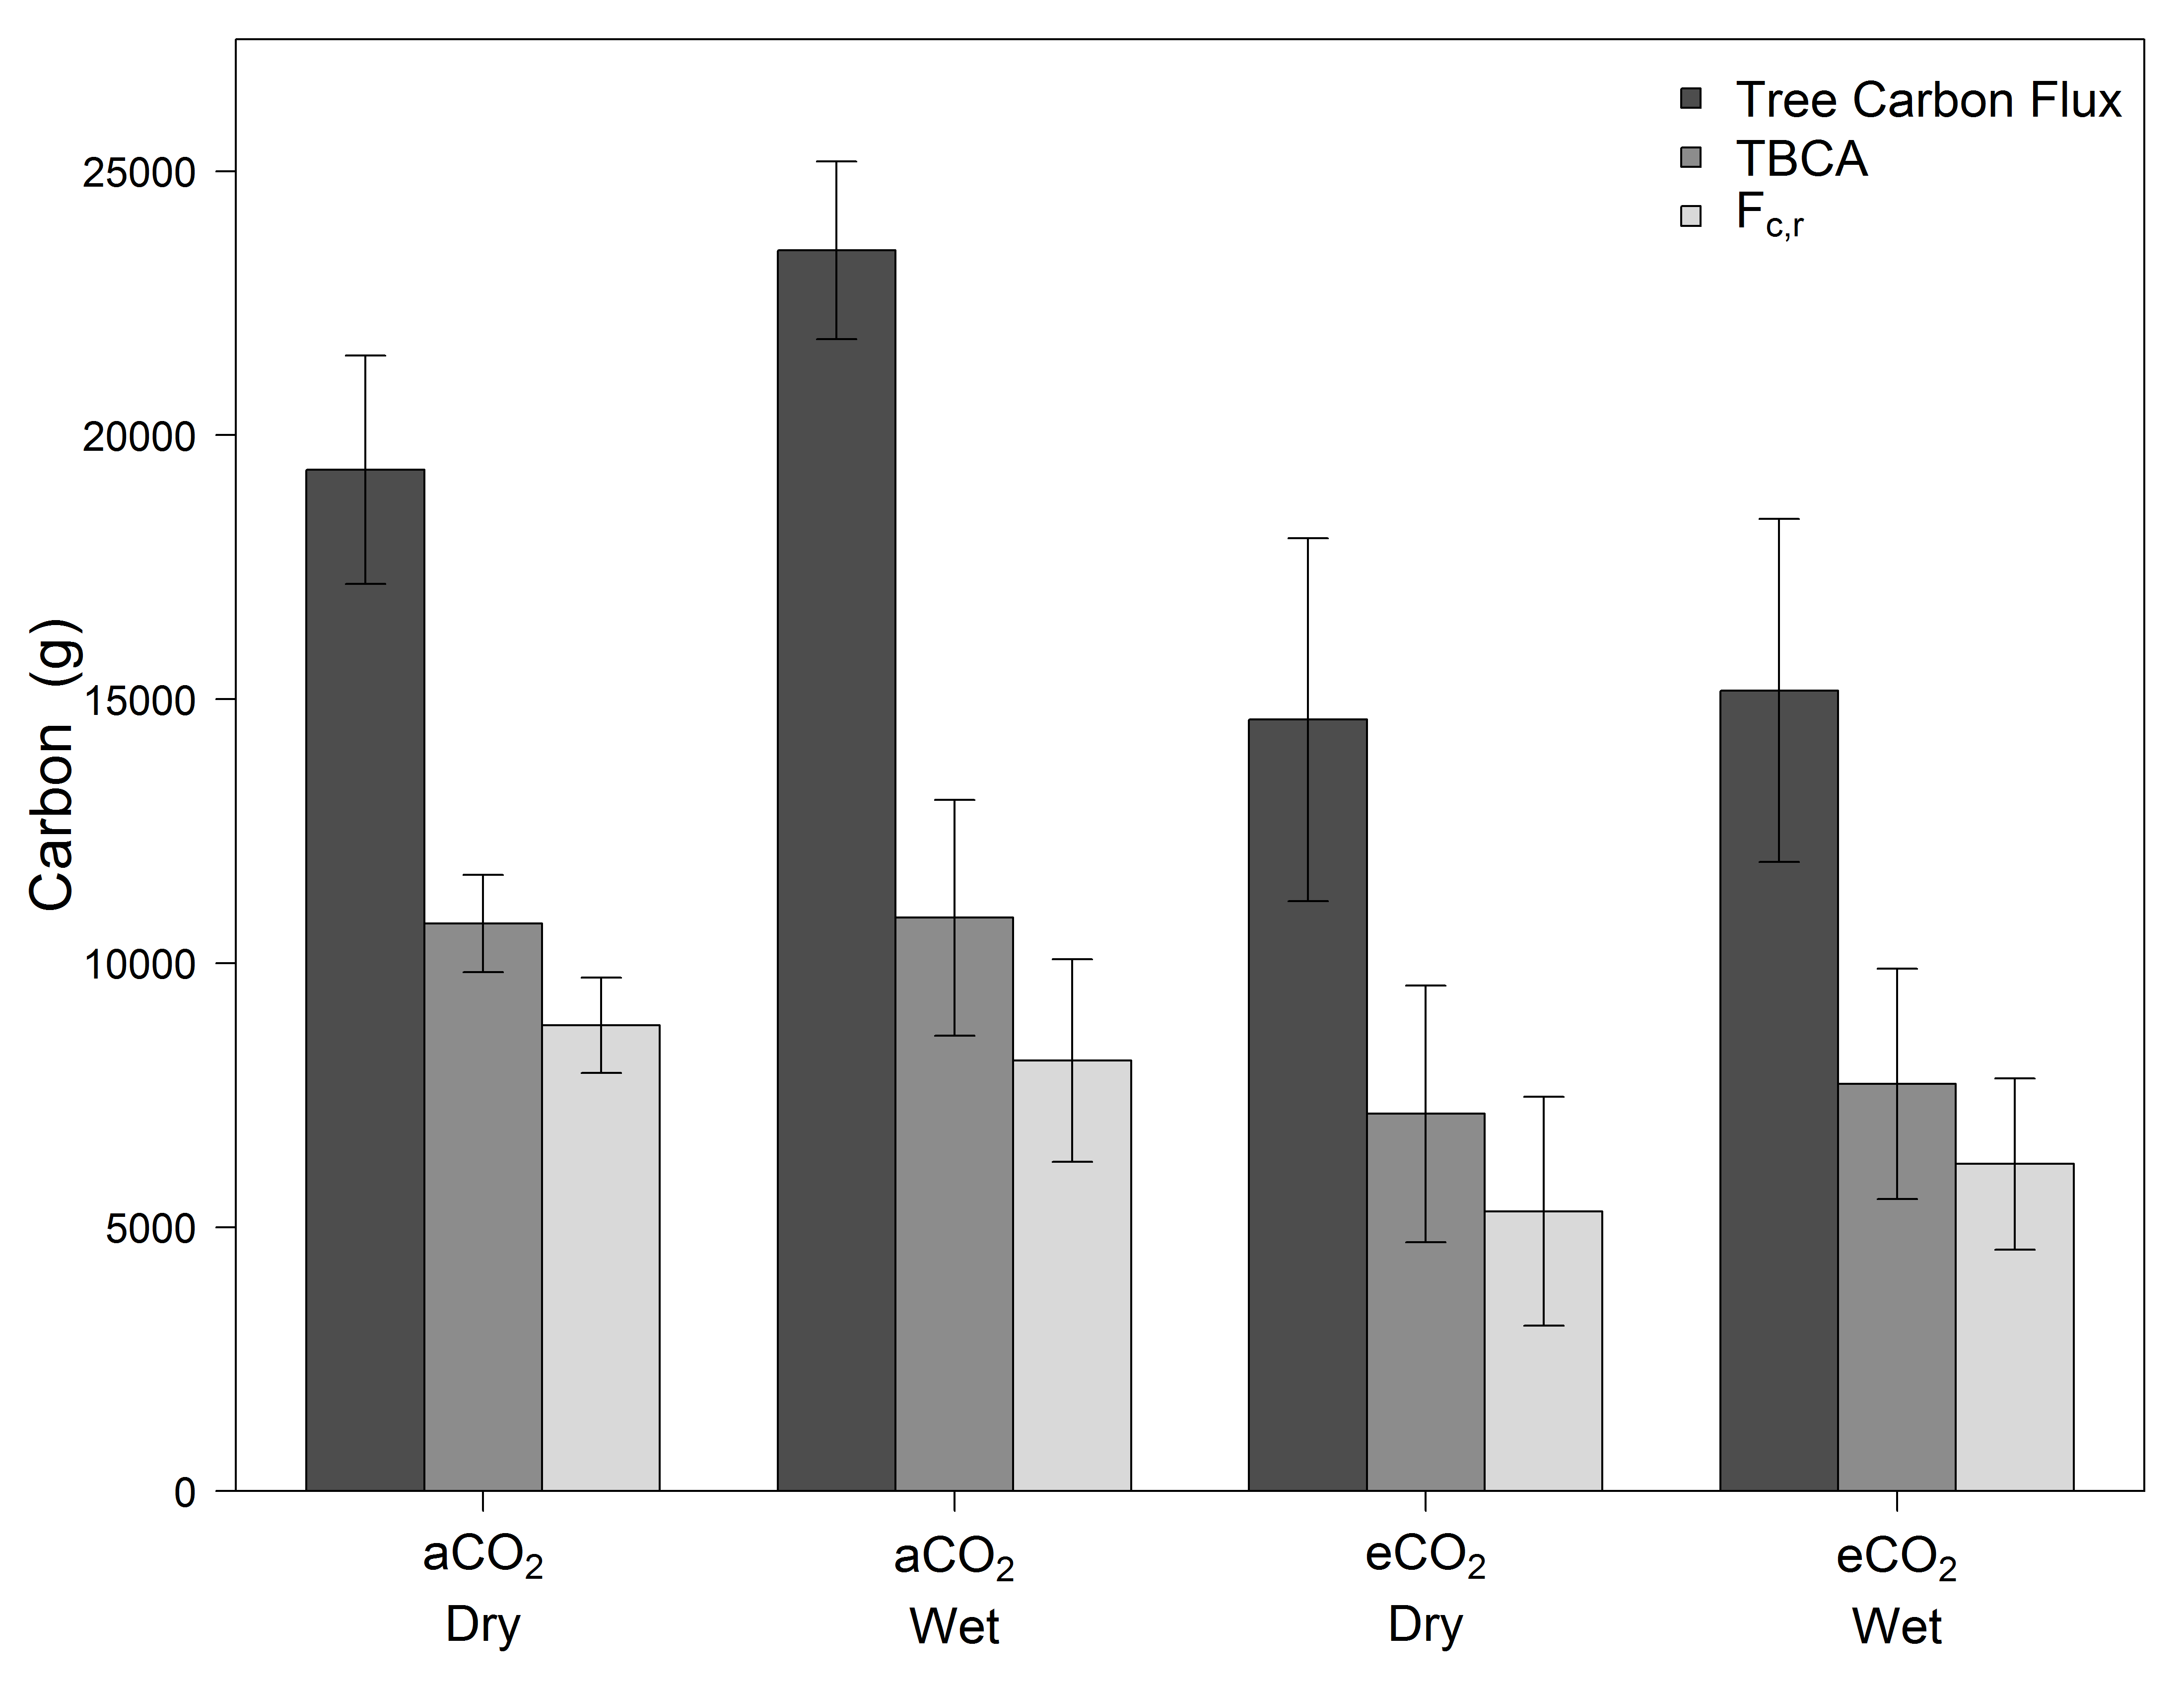 Tree Carbon Flux
TBCA
F_c,r
Carbon (g)
25000
20000
15000
10000
5000
0
aCO₂
Dry
aCO₂
Wet
eCO₂
Dry
eCO₂
Wet